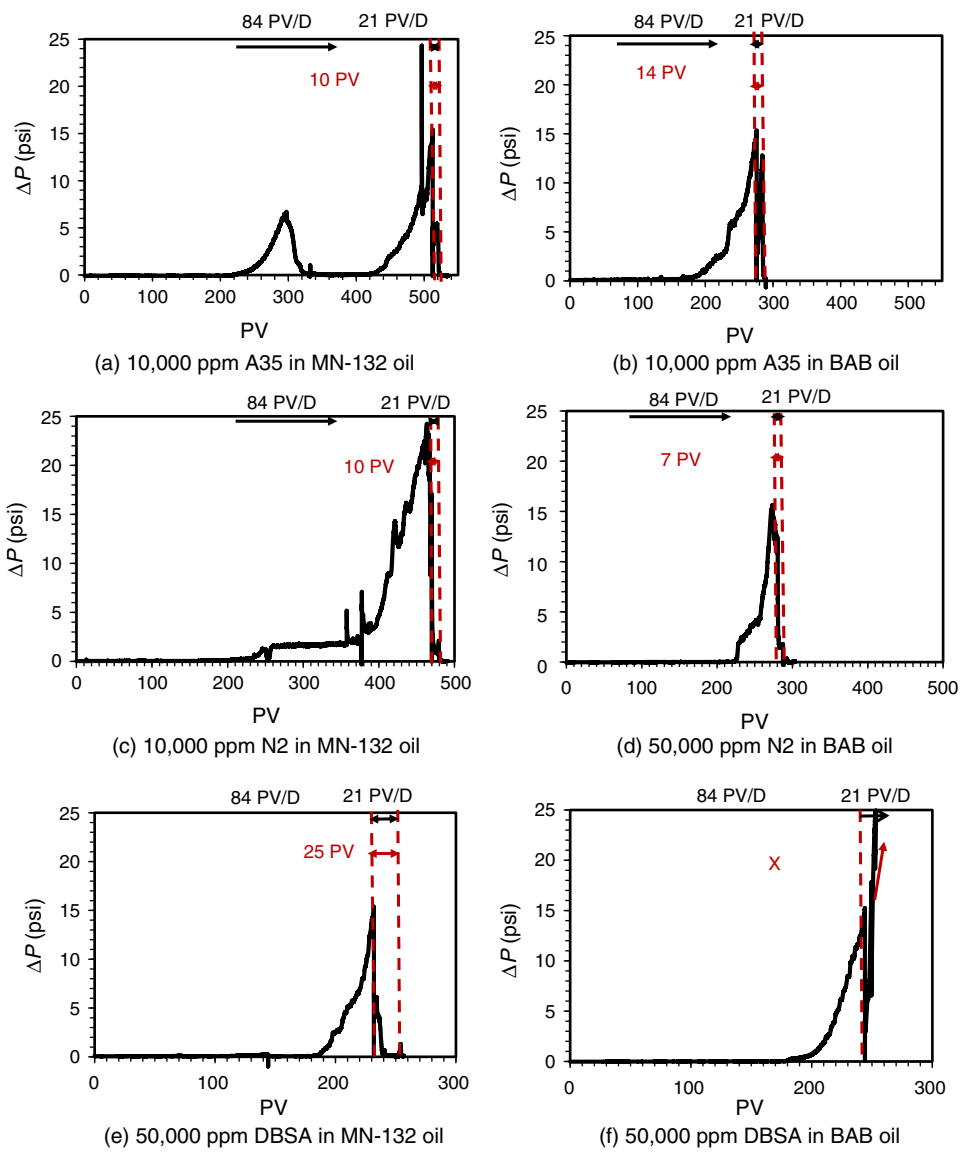 84 PV/D 21 PV/D
25
20
15
10
5
0
ΔP (psi)
10 PV
0 100 200 300 400 500
PV
(a) 10,000 ppm A35 in MN-132 oil
84 PV/D 21 PV/D
25
20
15
10
5
0
ΔP (psi)
14 PV
0 100 200 300 400 500
PV
(b) 10,000 ppm A35 in BAB oil
84 PV/D 21 PV/D
25
20
15
10
5
0
ΔP (psi)
10 PV
0 100 200 300 400 500
PV
(c) 10,000 ppm N2 in MN-132 oil
84 PV/D 21 PV/D
25
20
15
10
5
0
ΔP (psi)
7 PV
0 100 200 300 400 500
PV
(d) 50,000 ppm N2 in BAB oil
84 PV/D 21 PV/D
25
20
15
10
5
0
ΔP (psi)
25 PV
0 100 200 300
PV
(e) 50,000 ppm DBSA in MN-132 oil
84 PV/D 21 PV/D
25
20
15
10
5
0
ΔP (psi)
X
0 100 200 300
PV
(f) 50,000 ppm DBSA in BAB oil